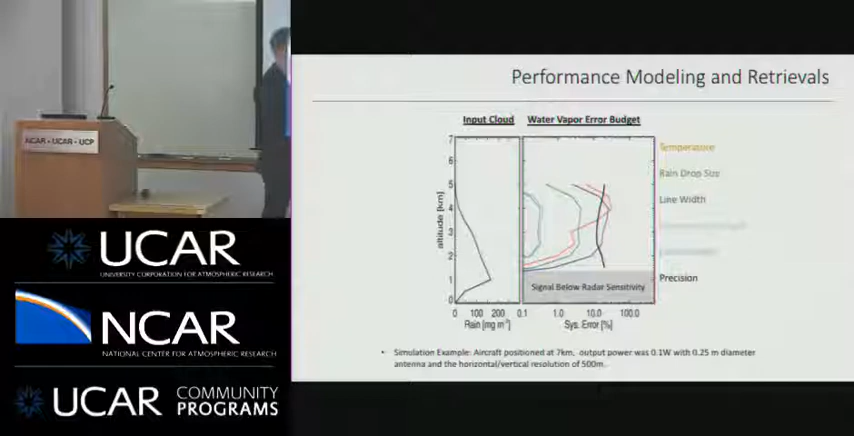 Performance Modeling and Retrievals
Input Cloud
Water Vapor Error Budget
7
6
5
4
3
2
1
0
altitude [km]
0 100 200
Rain [mg m⁻³]
0.1 1.0 10.0 100.0
Sys. Error [%]
Signal Below Radar Sensitivity
Temperature
Rain Drop Size
Line Width
Precision
• Simulation Example: Aircraft positioned at 7km, output power was 0.1W with 0.25 m diameter
antenna and the horizontal/vertical resolution of 500m.
NCAR - UCAR - UCP
UCAR
UNIVERSITY CORPORATION FOR ATMOSPHERIC RESEARCH
NCAR
NATIONAL CENTER FOR ATMOSPHERIC RESEARCH
UCAR COMMUNITY
PROGRAMS